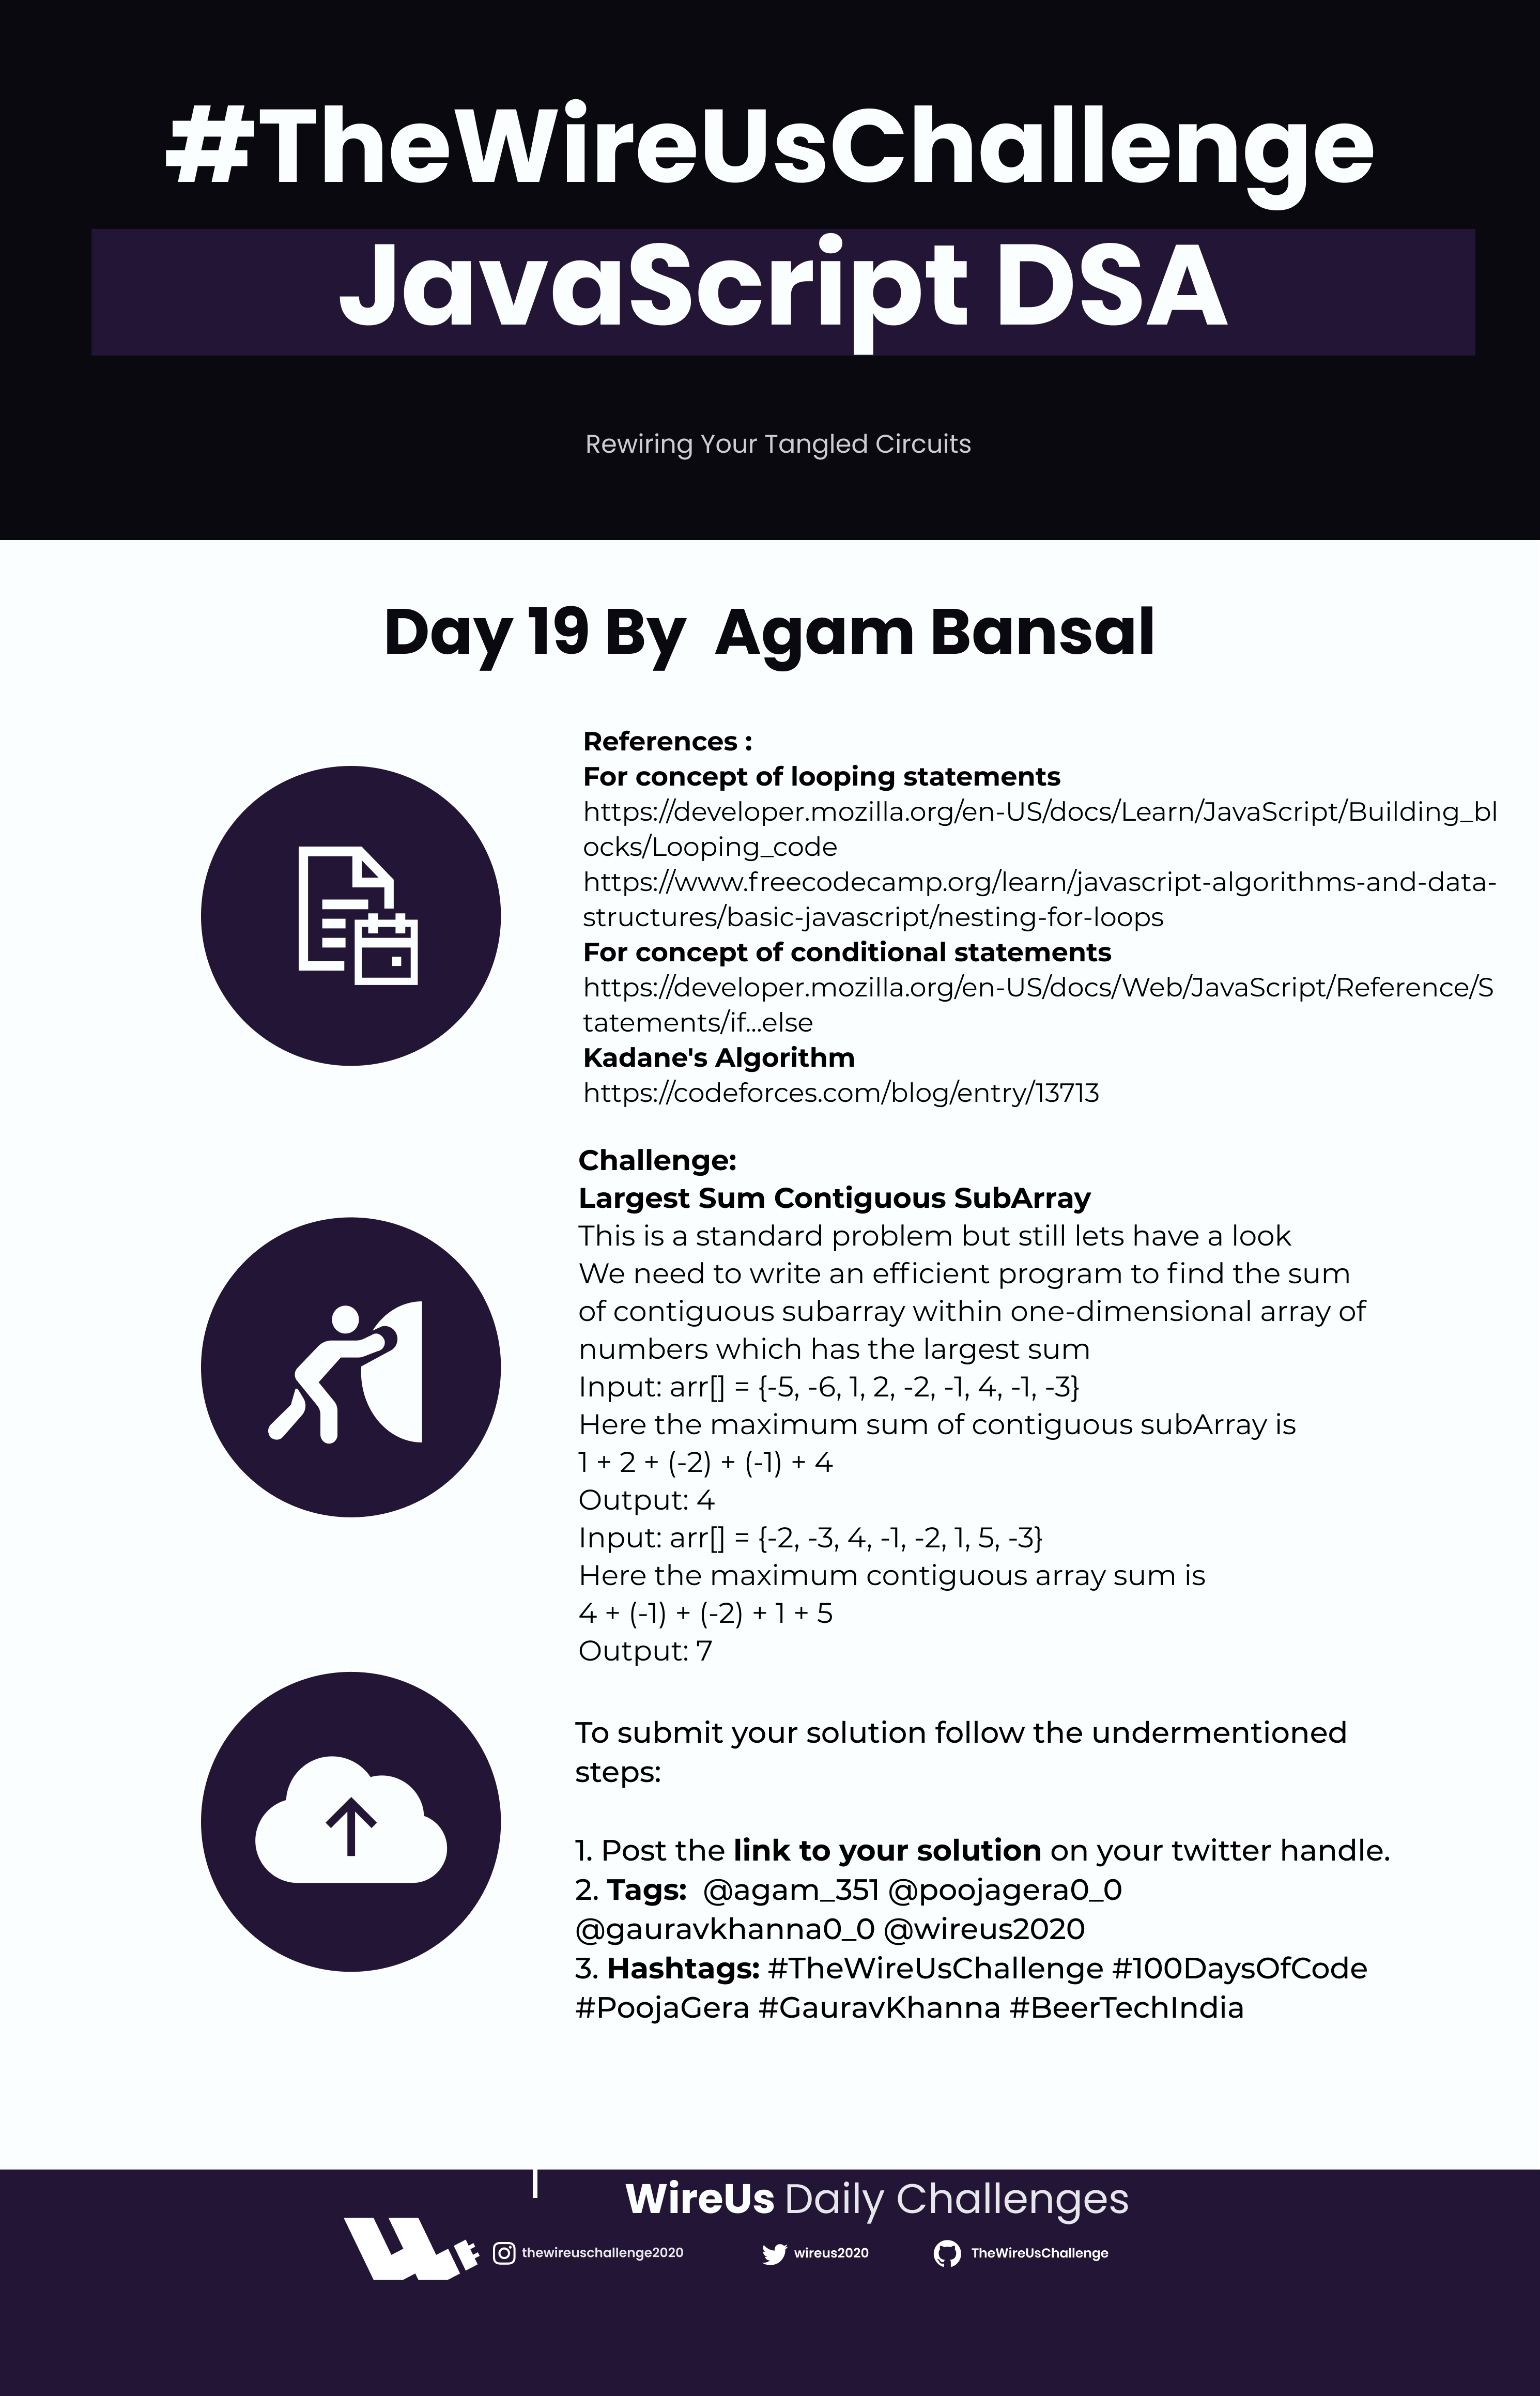 #TheWireUsChallenge
JavaScript DSA
Rewiring Your Tangled Circuits
Day 19 By  Agam Bansal
References :
For concept of looping statements
https://developer.mozilla.org/en-US/docs/Learn/JavaScript/Building_bl
ocks/Looping_code
https://www.freecodecamp.org/learn/javascript-algorithms-and-data-
structures/basic-javascript/nesting-for-loops
For concept of conditional statements
https://developer.mozilla.org/en-US/docs/Web/JavaScript/Reference/S
tatements/if...else
Kadane's Algorithm
https://codeforces.com/blog/entry/13713
Challenge:
Largest Sum Contiguous SubArray
This is a standard problem but still lets have a look
We need to write an efficient program to find the sum
of contiguous subarray within one-dimensional array of
numbers which has the largest sum
Input: arr[] = {-5, -6, 1, 2, -2, -1, 4, -1, -3}
Here the maximum sum of contiguous subArray is
1 + 2 + (-2) + (-1) + 4
Output: 4
Input: arr[] = {-2, -3, 4, -1, -2, 1, 5, -3}
Here the maximum contiguous array sum is
4 + (-1) + (-2) + 1 + 5
Output: 7
To submit your solution follow the undermentioned
steps:
1. Post the link to your solution on your twitter handle.
2. Tags:  @agam_351 @poojagera0_0
@gauravkhanna0_0 @wireus2020
3. Hashtags: #TheWireUsChallenge #100DaysOfCode
#PoojaGera #GauravKhanna #BeerTechIndia
WireUs Daily Challenges
thewireuschallenge2020
wireus2020
TheWireUsChallenge